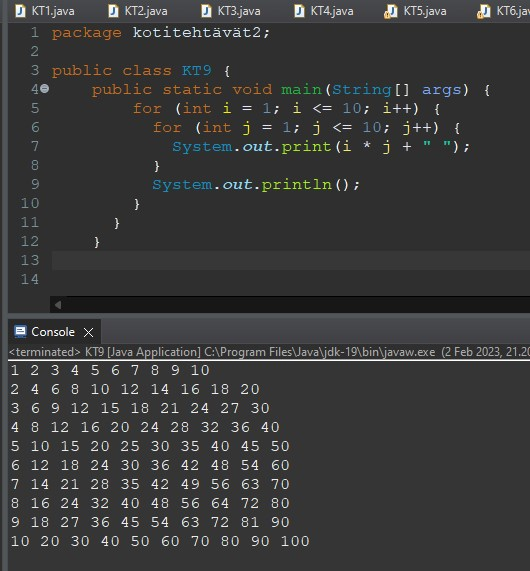 KT1.java KT2.java KT3.java KT4.java KT5.java KT6.jav
1 package kotitehtävät2;
2
3 public class KT9 {
4 public static void main(String[] args) {
5 for (int i = 1; i <= 10; i++) {
6 for (int j = 1; j <= 10; j++) {
7 System.out.print(i * j + " ");
8 }
9 System.out.println();
10 }
11 }
12 }
13
14
Console
<terminated> KT9 [Java Application] C:\Program Files\Java\jdk-19\bin\javaw.exe (2 Feb 2023, 21.20
1 2 3 4 5 6 7 8 9 10
2 4 6 8 10 12 14 16 18 20
3 6 9 12 15 18 21 24 27 30
4 8 12 16 20 24 28 32 36 40
5 10 15 20 25 30 35 40 45 50
6 12 18 24 30 36 42 48 54 60
7 14 21 28 35 42 49 56 63 70
8 16 24 32 40 48 56 64 72 80
9 18 27 36 45 54 63 72 81 90
10 20 30 40 50 60 70 80 90 100